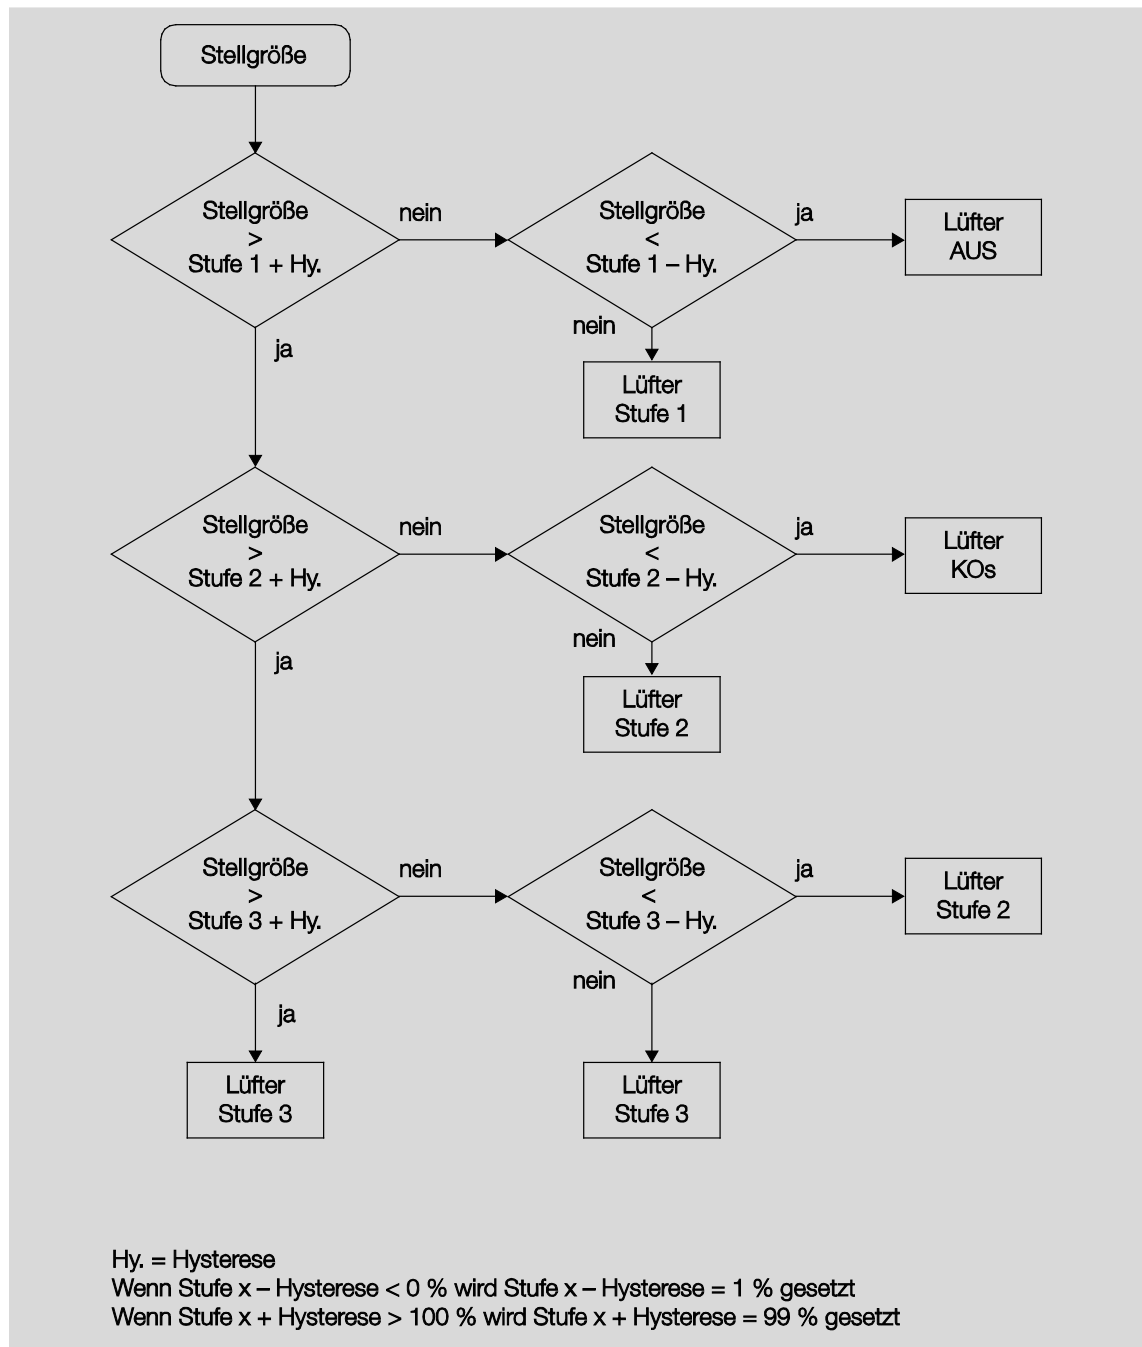 Stellgröße
Stellgröße
>
Stufe 1 + Hy.
nein
Stellgröße
<
Stufe 1 – Hy.
ja
Lüfter
AUS
nein
ja
Lüfter
Stufe 1
Stellgröße
>
Stufe 2 + Hy.
nein
Stellgröße
<
Stufe 2 – Hy.
ja
Lüfter
KOs
nein
ja
Lüfter
Stufe 2
Stellgröße
>
Stufe 3 + Hy.
nein
Stellgröße
<
Stufe 3 – Hy.
ja
Lüfter
Stufe 2
nein
ja
Lüfter
Stufe 3
Lüfter
Stufe 3
Hy. = Hysterese
Wenn Stufe x – Hysterese < 0 % wird Stufe x – Hysterese = 1 % gesetzt
Wenn Stufe x + Hysterese > 100 % wird Stufe x + Hysterese = 99 % gesetzt